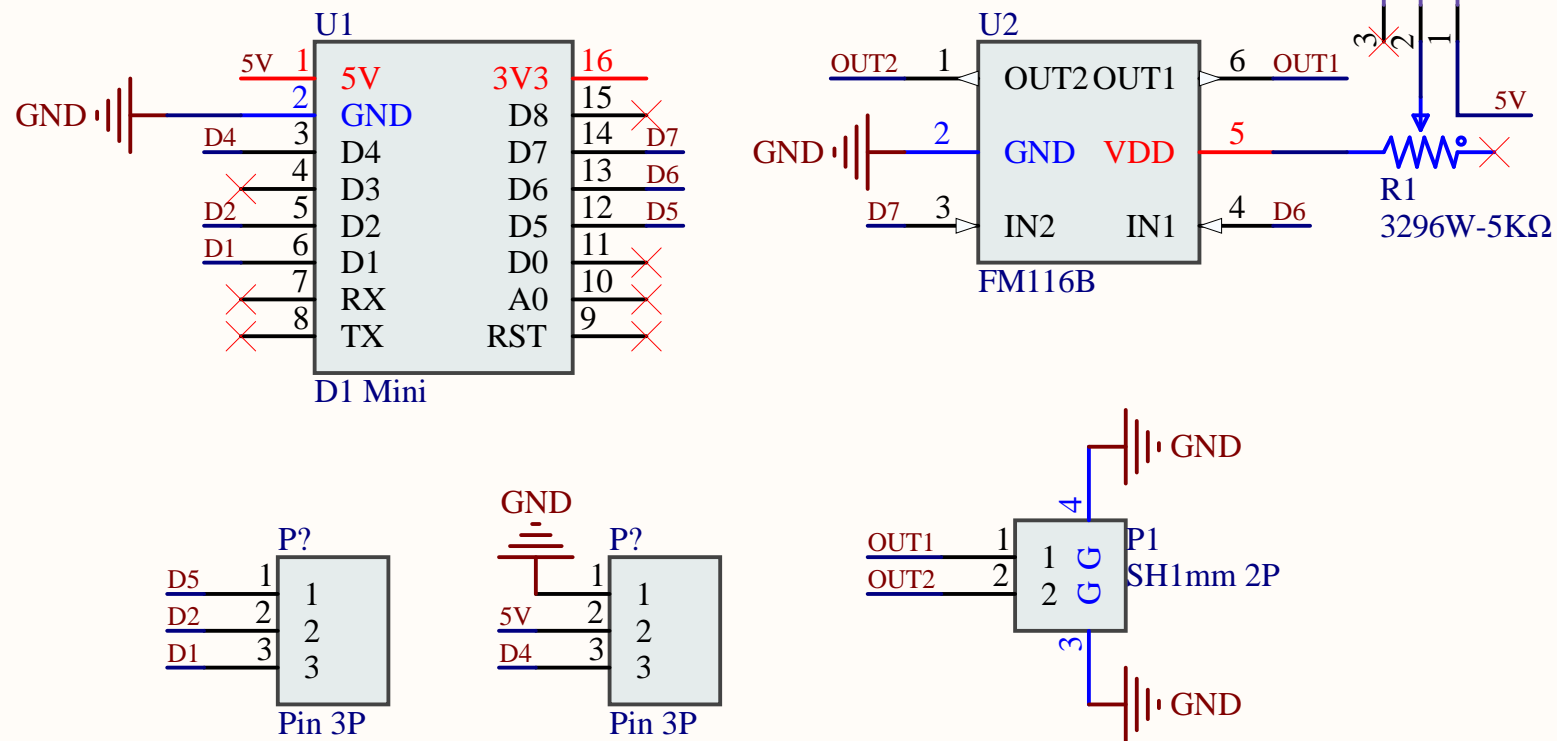 U1
5V 1 5V 3V3 16
GND 2 GND D8 15
D4 3 D4 D7 14 D7
4 D3 D6 13 D6
D2 5 D2 D5 12 D5
D1 6 D1 D0 11
7 RX A0 10
8 TX RST 9
D1 Mini
U2
OUT2 1 OUT2 OUT1 6 OUT1
GND 2 GND VDD 5
D7 3 IN2 IN1 4 D6
FM116B
3 2 1
5V
R1
3296W-5KΩ
P?
D5 1 1
D2 2 2
D1 3 3
Pin 3P
GND
P?
1 1
5V 2 2
D4 3 3
Pin 3P
GND
4
P1
OUT1 1 1 G
SH1mm 2P
OUT2 2 2 G
3
GND